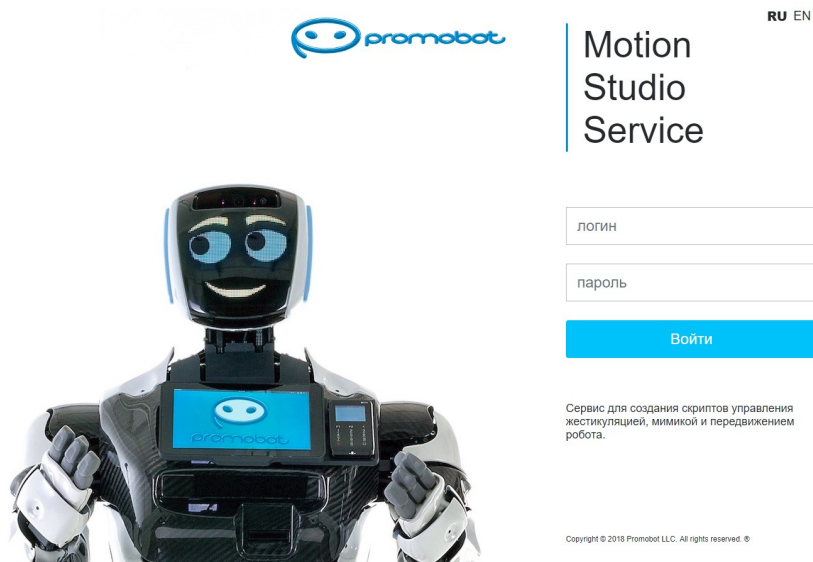 promobot
RU EN
Motion
Studio
Service
логин
пароль
Войти
promobot
Сервис для создания скриптов управления
жестикуляцией, мимикой и передвижением
робота.
Copyright © 2018 Promobot LLC. All rights reserved. ®